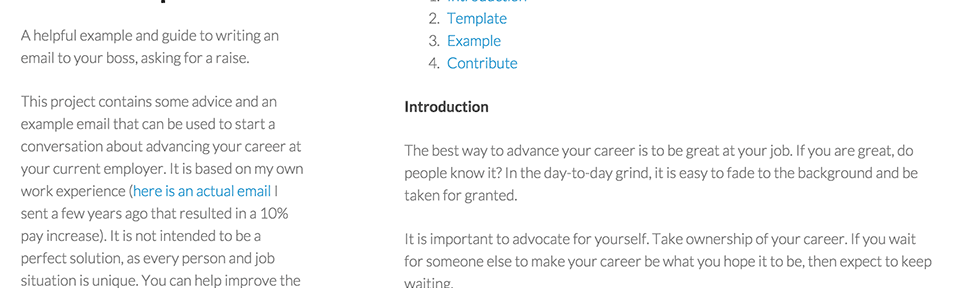 A helpful example and guide to writing an
email to your boss, asking for a raise.
This project contains some advice and an
example email that can be used to start a
conversation about advancing your career at
your current employer. It is based on my own
work experience (here is an actual email I
sent a few years ago that resulted in a 10%
pay increase). It is not intended to be a
perfect solution, as every person and job
situation is unique. You can help improve the
1. Introduction
2. Template
3. Example
4. Contribute
Introduction
The best way to advance your career is to be great at your job. If you are great, do
people know it? In the day-to-day grind, it is easy to fade to the background and be
taken for granted.
It is important to advocate for yourself. Take ownership of your career. If you wait
for someone else to make your career be what you hope it to be, then expect to keep
waiting.